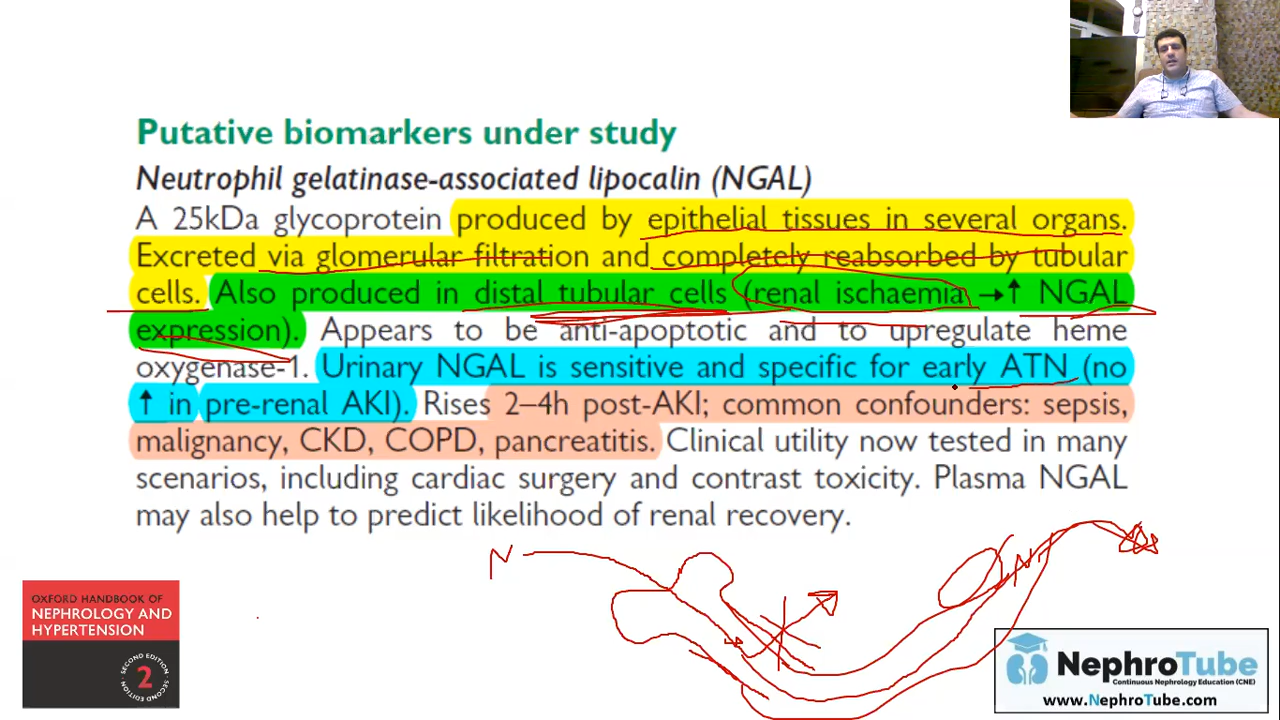 Putative biomarkers under study
Neutrophil gelatinase-associated lipocalin (NGAL)
A 25kDa glycoprotein produced by epithelial tissues in several organs.
Excreted via glomerular filtration and completely reabsorbed by tubular
cells. Also produced in distal tubular cells (renal ischaemia →↑ NGAL
expression). Appears to be anti-apoptotic and to upregulate heme
oxygenase-1. Urinary NGAL is sensitive and specific for early ATN (no
↑ in pre-renal AKI). Rises 2–4h post-AKI; common confounders: sepsis,
malignancy, CKD, COPD, pancreatitis. Clinical utility now tested in many
scenarios, including cardiac surgery and contrast toxicity. Plasma NGAL
may also help to predict likelihood of renal recovery.
N
N
OXFORD HANDBOOK OF
NEPHROLOGY AND
HYPERTENSION
SECOND EDITION
2
SECOND EDITION
NephroTube
Continuous Nephrology Education (CNE)
www.NephroTube.com